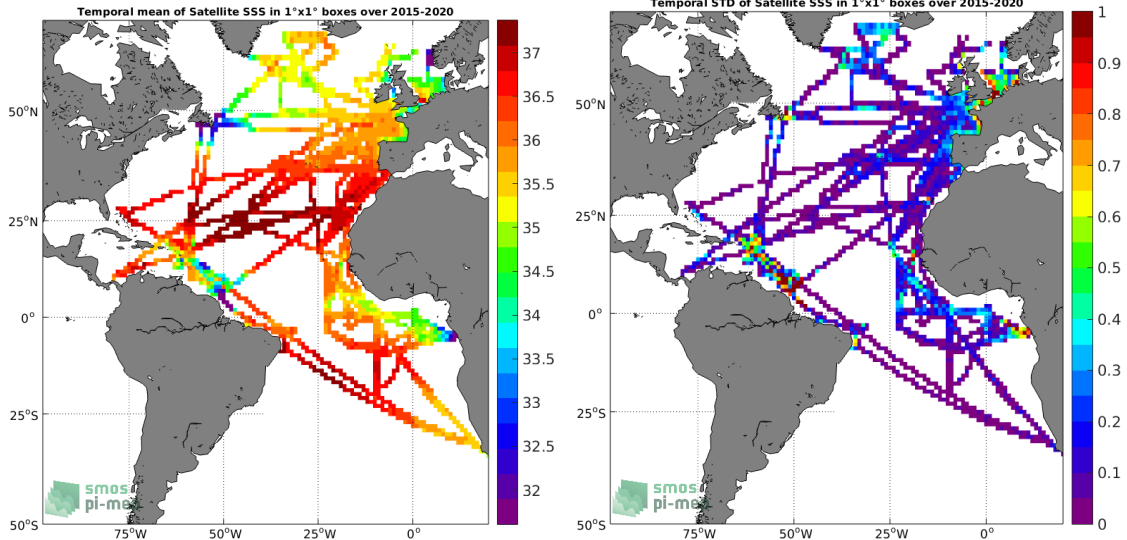 Temporal mean of Satellite SSS in 1°x1° boxes over 2015-2020
50°N
25°N
0°
25°S
50°S
75°W
50°W
25°W
0°
37
36.5
36
35.5
35
34.5
34
33.5
33
32.5
32
smos
pi-me
Temporal STD of Satellite SSS in 1°x1° boxes over 2015-2020
50°N
25°N
0°
25°S
50°S
75°W
50°W
25°W
0°
1
0.9
0.8
0.7
0.6
0.5
0.4
0.3
0.2
0.1
0
smos
pi-me